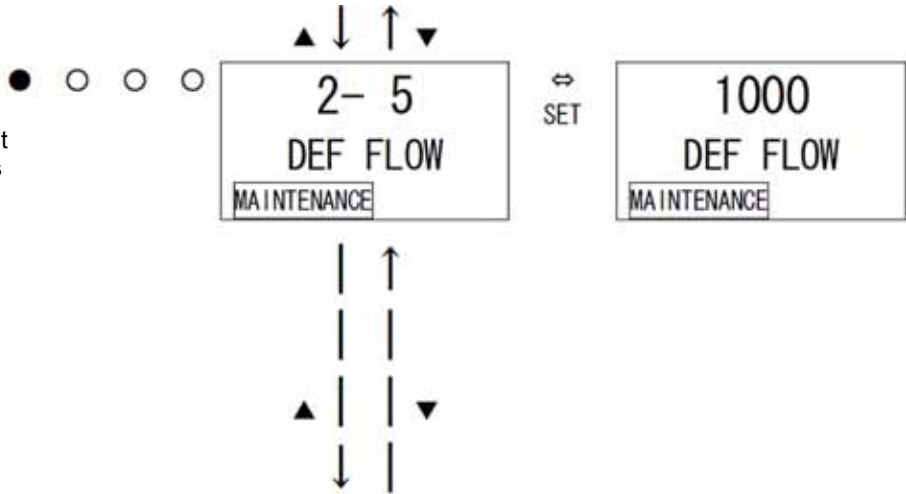 2- 5
DEF FLOW
MAINTENANCE
⇔
SET
1000
DEF FLOW
MAINTENANCE
t
s